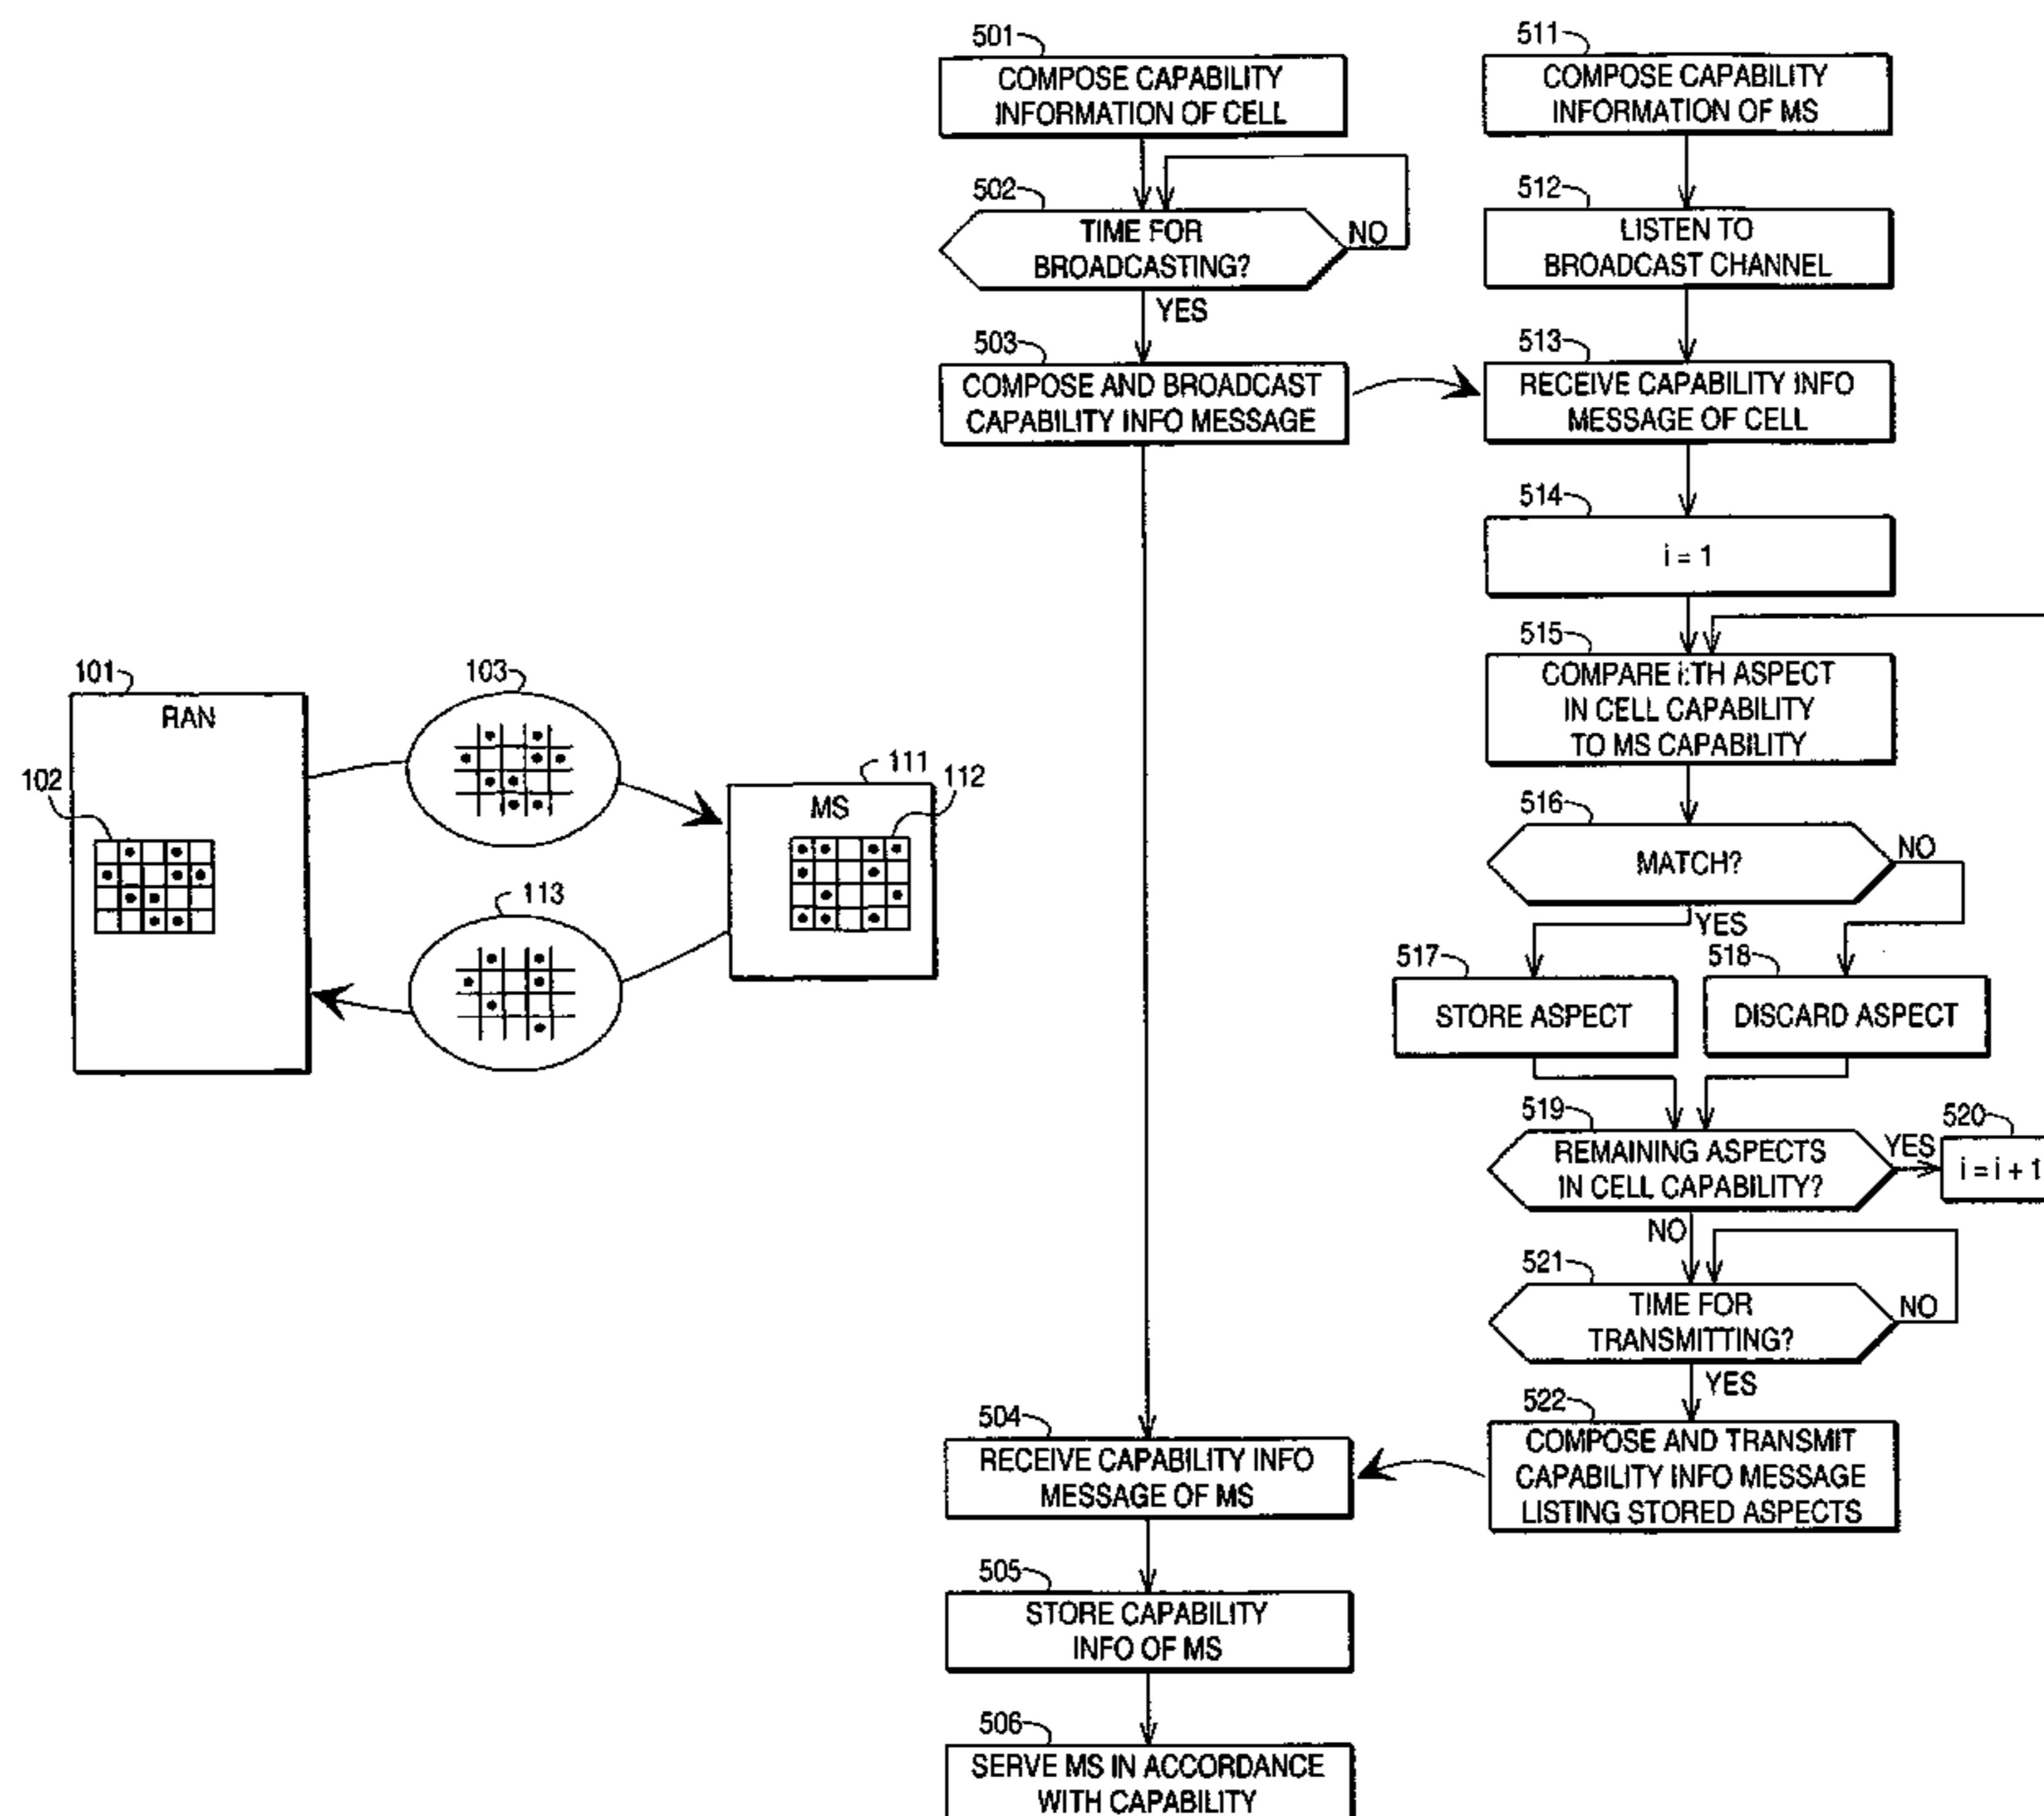 101
RAN
102
103
111
112
MS
113
501
COMPOSE CAPABILITY
INFORMATION OF CELL
502
TIME FOR
BROADCASTING?
NO
YES
503
COMPOSE AND BROADCAST
CAPABILITY INFO MESSAGE
504
RECEIVE CAPABILITY INFO
MESSAGE OF MS
505
STORE CAPABILITY
INFO OF MS
506
SERVE MS IN ACCORDANCE
WITH CAPABILITY
511
COMPOSE CAPABILITY
INFORMATION OF MS
512
LISTEN TO
BROADCAST CHANNEL
513
RECEIVE CAPABILITY INFO
MESSAGE OF CELL
514
i = 1
515
COMPARE i:TH ASPECT
IN CELL CAPABILITY
TO MS CAPABILITY
516
MATCH?
NO
YES
517
STORE ASPECT
518
DISCARD ASPECT
519
REMAINING ASPECTS
IN CELL CAPABILITY?
YES
520
i = i + 1
NO
521
TIME FOR
TRANSMITTING?
NO
YES
522
COMPOSE AND TRANSMIT
CAPABILITY INFO MESSAGE
LISTING STORED ASPECTS